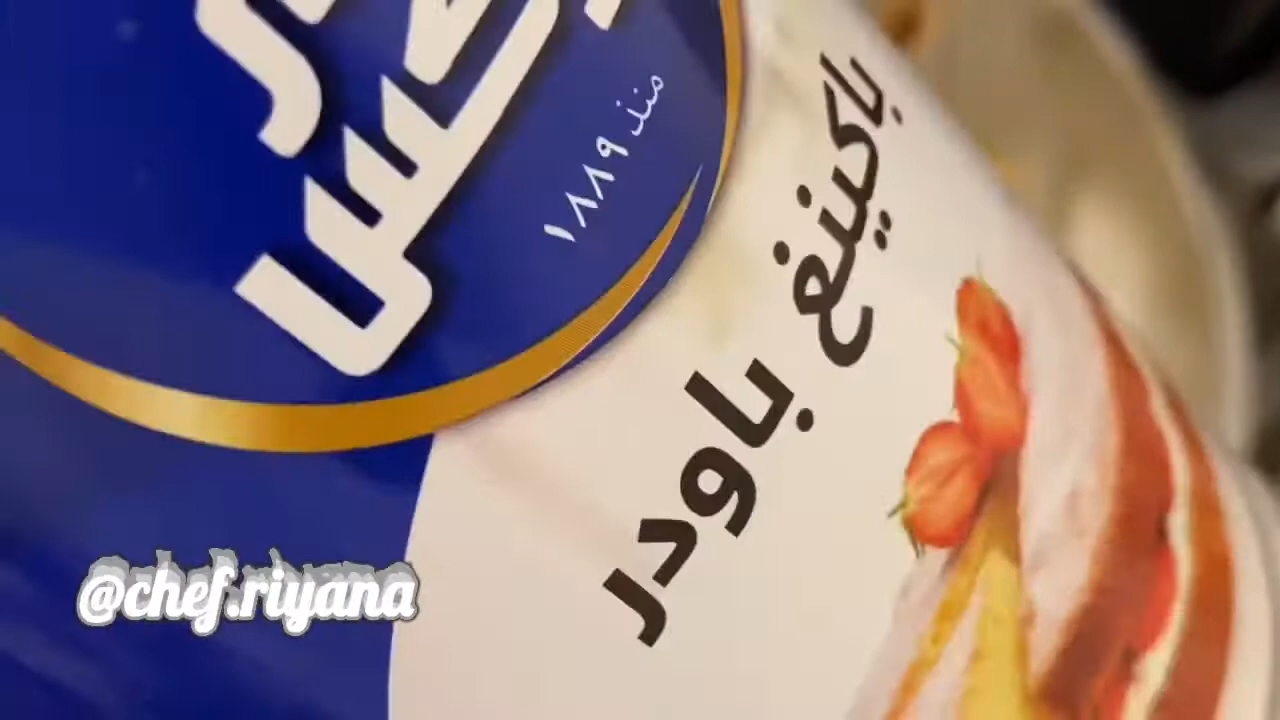 منذ ١٨٨٩
باكينغ باودر
@chef.riyana